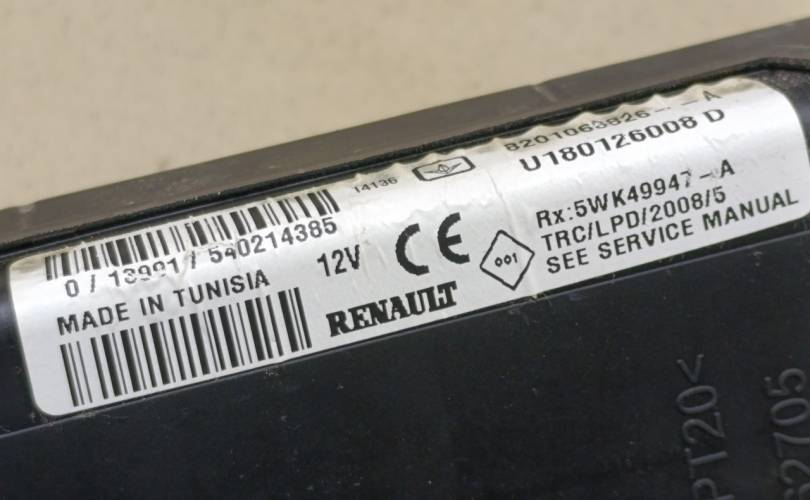 0 / 13991 / 540214385
MADE IN TUNISIA
14136
12V
CE
RENAULT
U180126008 D
Rx:5WK49947-A
001
TRC/LPD/2008/5
SEE SERVICE MANUAL
PT20<
2705